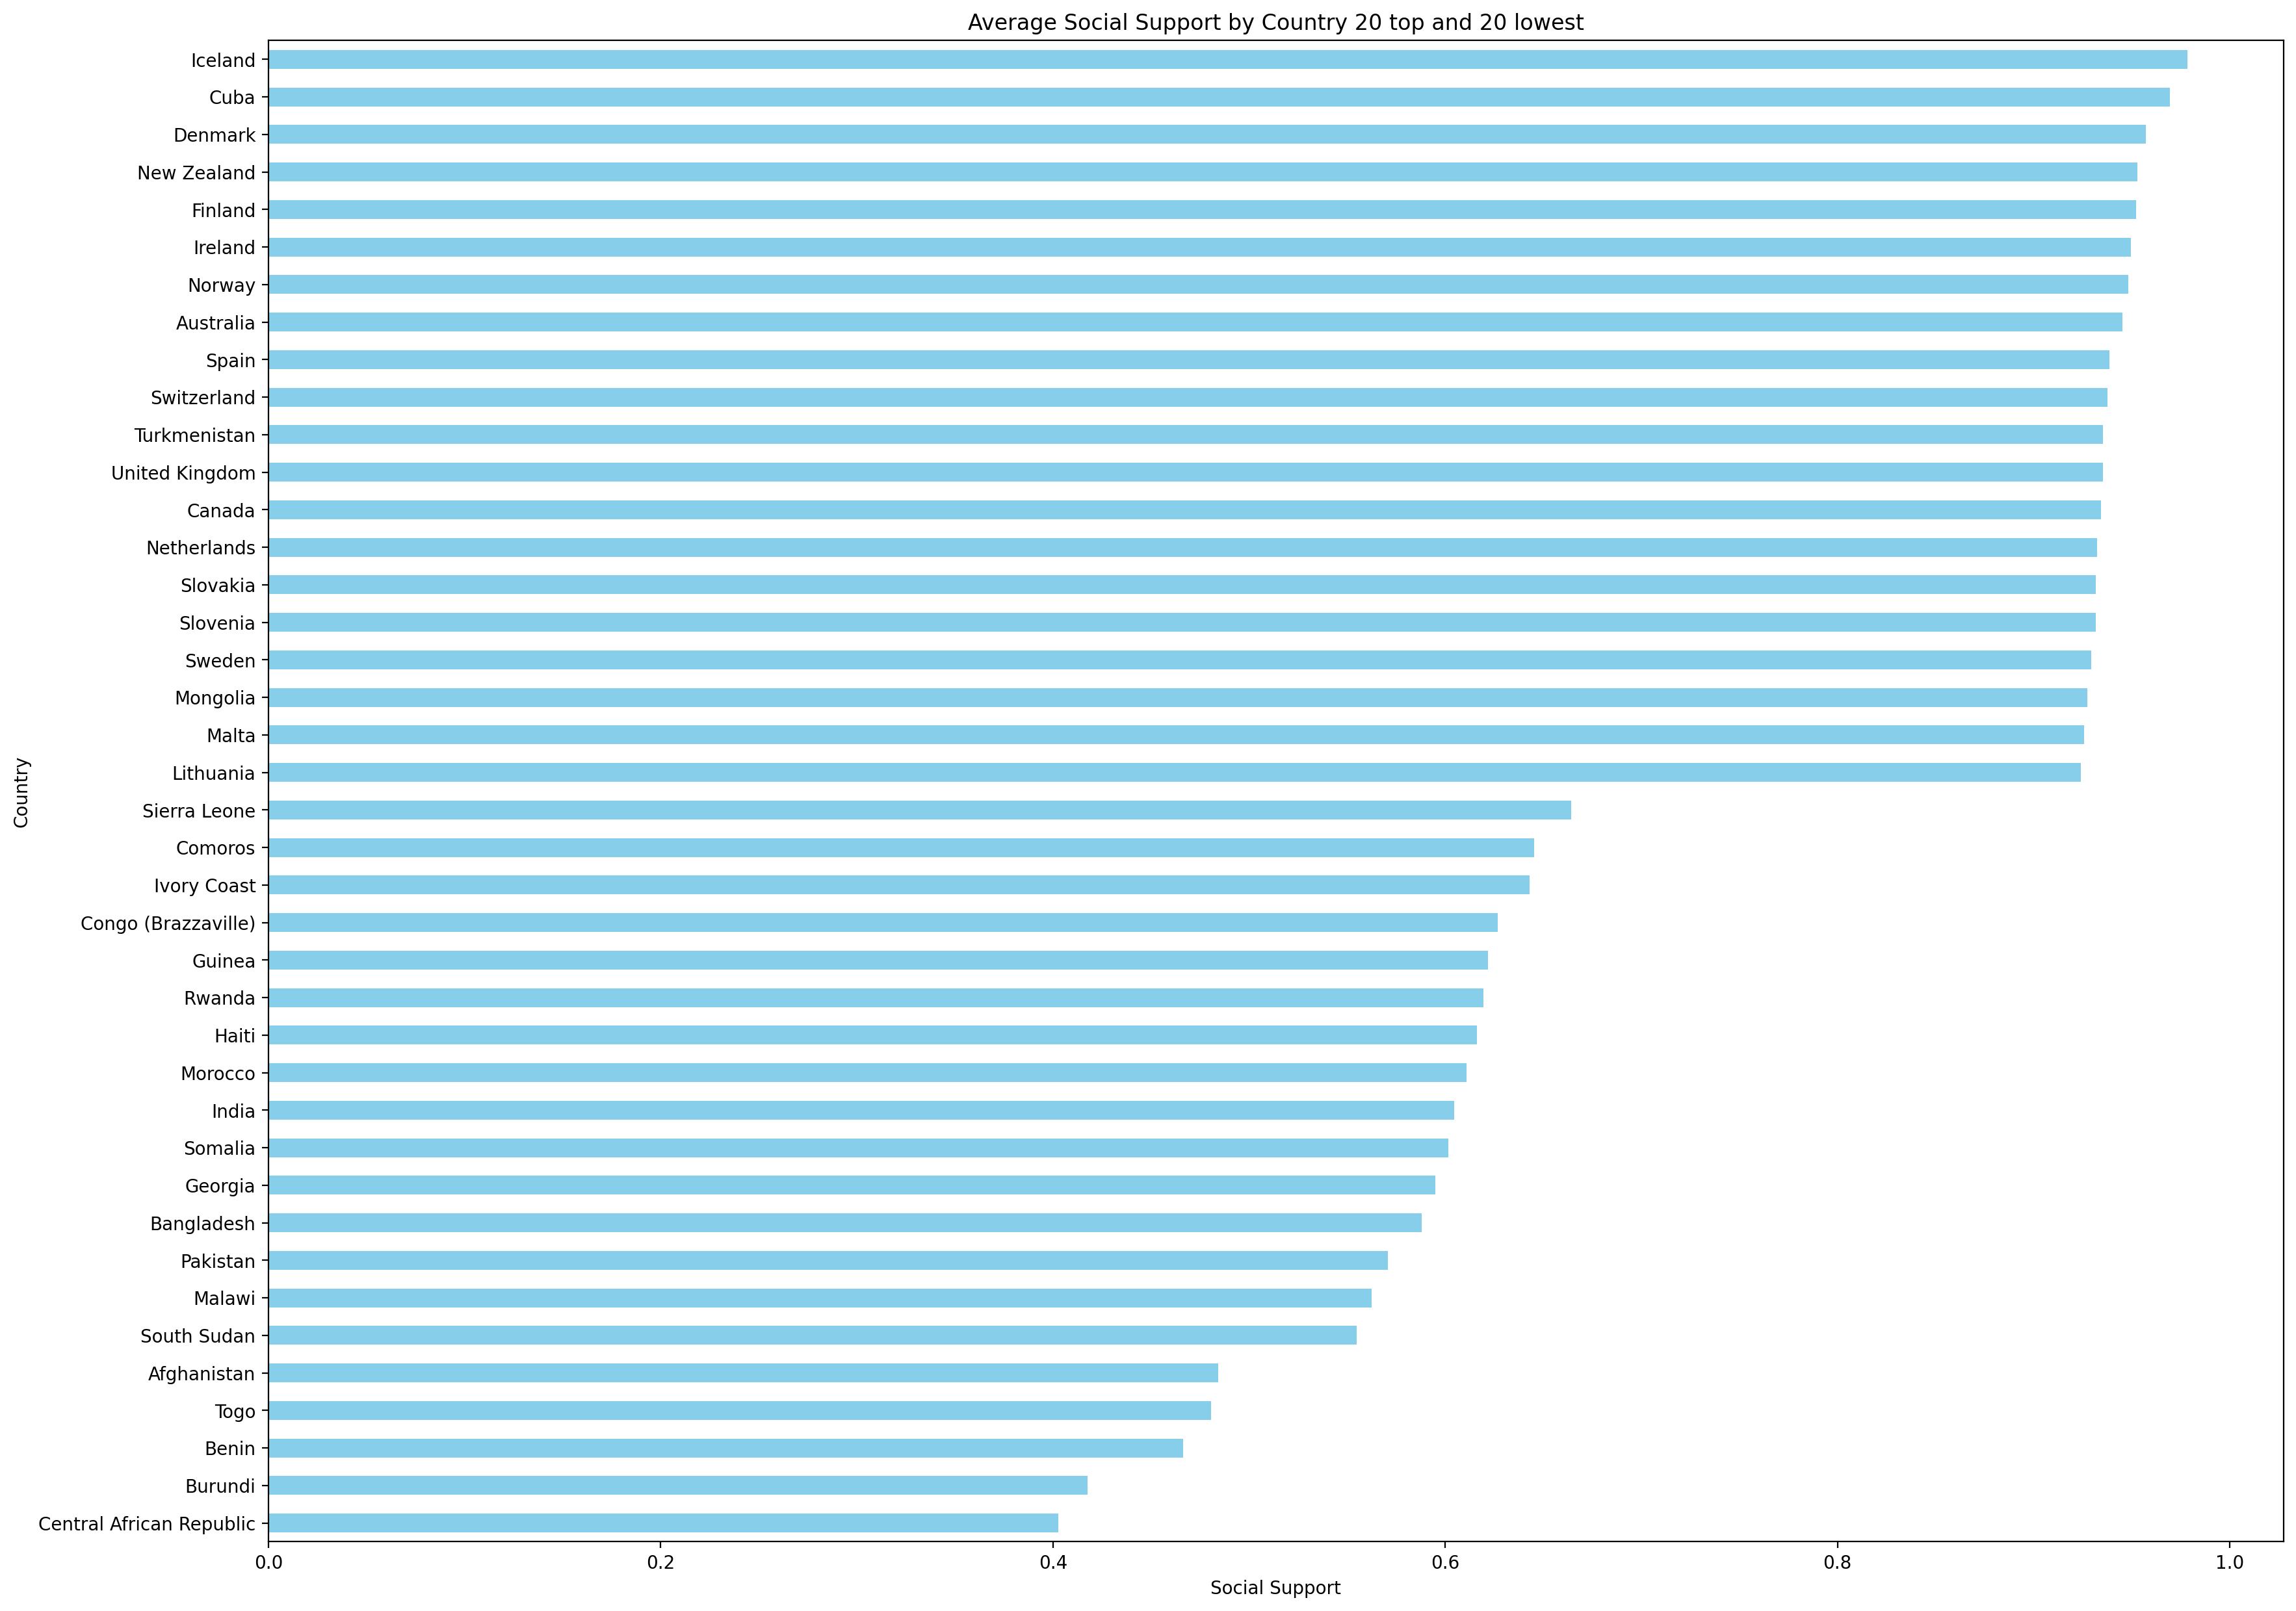 Average Social Support by Country 20 top and 20 lowest
Iceland
Cuba
Denmark
New Zealand
Finland
Ireland
Norway
Australia
Spain
Switzerland
Turkmenistan
United Kingdom
Canada
Netherlands
Slovakia
Slovenia
Sweden
Mongolia
Malta
Lithuania
Sierra Leone
Comoros
Ivory Coast
Congo (Brazzaville)
Guinea
Rwanda
Haiti
Morocco
India
Somalia
Georgia
Bangladesh
Pakistan
Malawi
South Sudan
Afghanistan
Togo
Benin
Burundi
Central African Republic
Country
0.0 0.2 0.4 0.6 0.8 1.0
Social Support